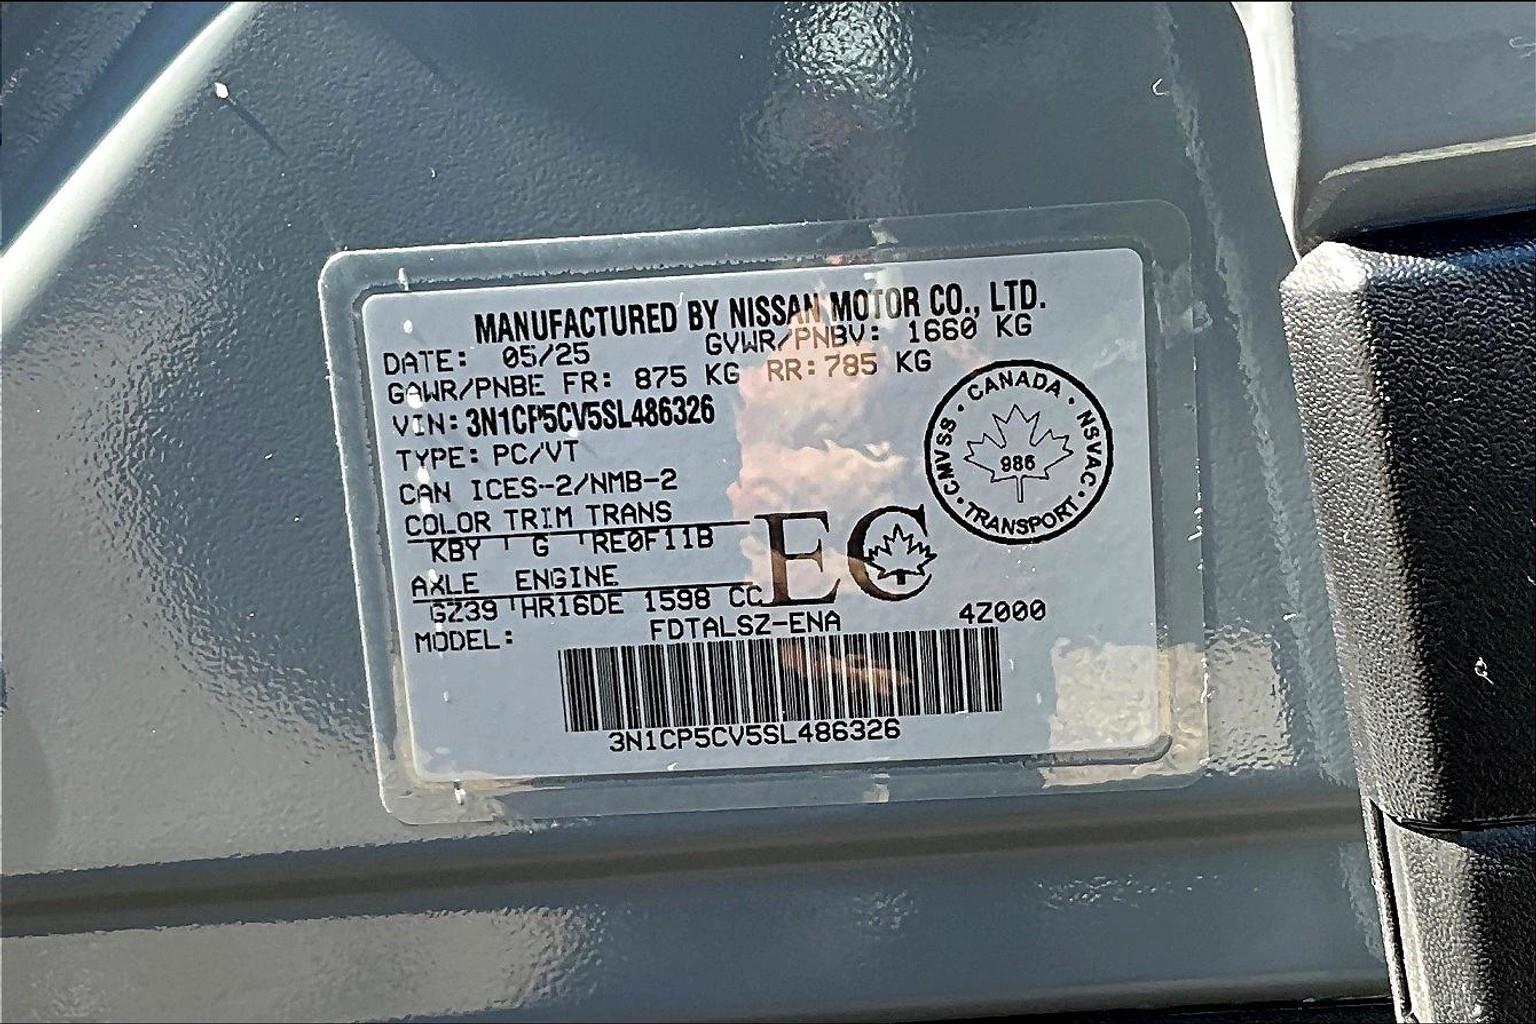 MANUFACTURED BY NISSAN MOTOR CO., LTD.
DATE: 05/25 GVWR/PNBV: 1660 KG
GAWR/PNBE FR: 875 KG RR: 785 KG
VIN: 3N1CP5CV5SL486326
TYPE: PC/VT
CAN ICES-2/NMB-2
COLOR TRIM TRANS
KBY G RE0F11B
AXLE ENGINE
GZ39 HR16DE 1598 CC
MODEL: FDTALSZ-ENA 4Z000
3N1CP5CV5SL486326
EC
CANADA · NSVAC · TRANSPORT · CMVSS ·
986